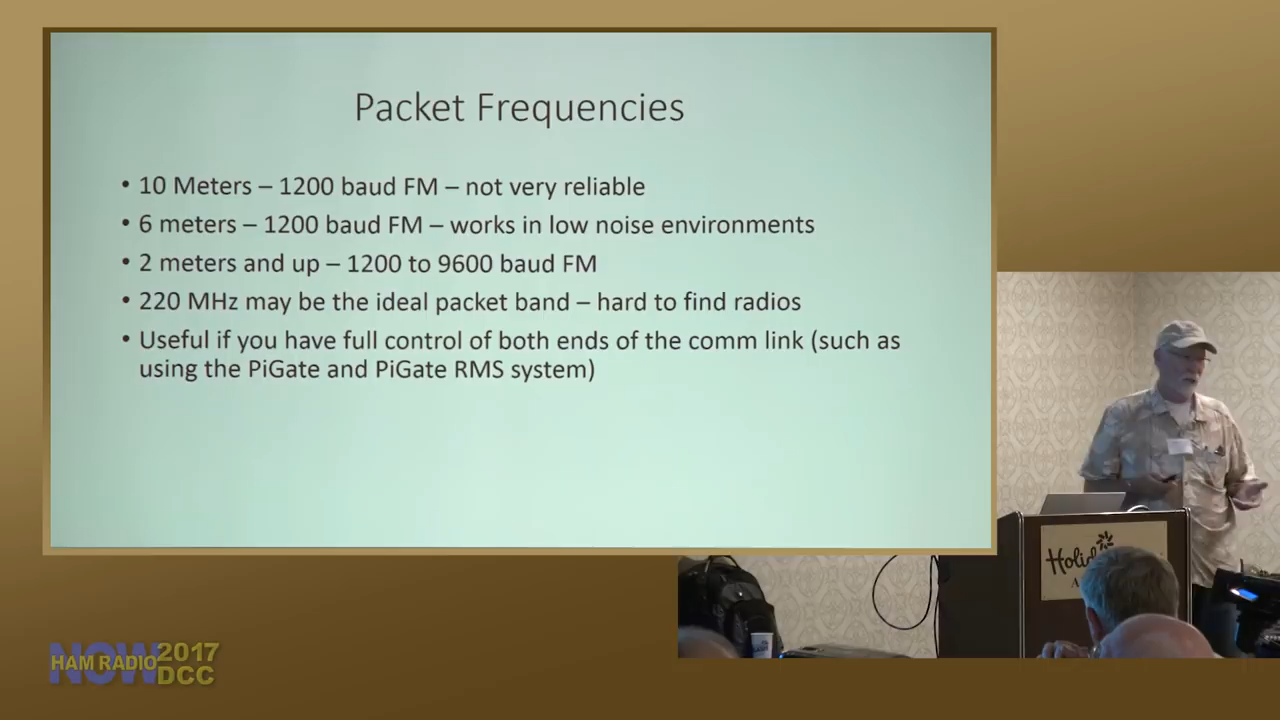 Packet Frequencies
• 10 Meters – 1200 baud FM – not very reliable
• 6 meters – 1200 baud FM – works in low noise environments
• 2 meters and up – 1200 to 9600 baud FM
• 220 MHz may be the ideal packet band – hard to find radios
• Useful if you have full control of both ends of the comm link (such as
using the PiGate and PiGate RMS system)
NOW
HAM RADIO 2017
DCC